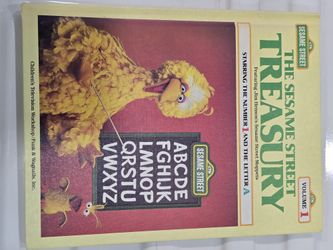 SESAME STREET
THE SESAME STREET
TREASURY
Featuring Jim Henson's Sesame Street Muppets
STARRING THE NUMBER 1 AND THE LETTER A
VOLUME 1
SESAME STREET
ABCDE
FGHIJK
LMNOP
QRSTU
VWXYZ
Children's Television Workshop/Funk & Wagnalls, Inc.